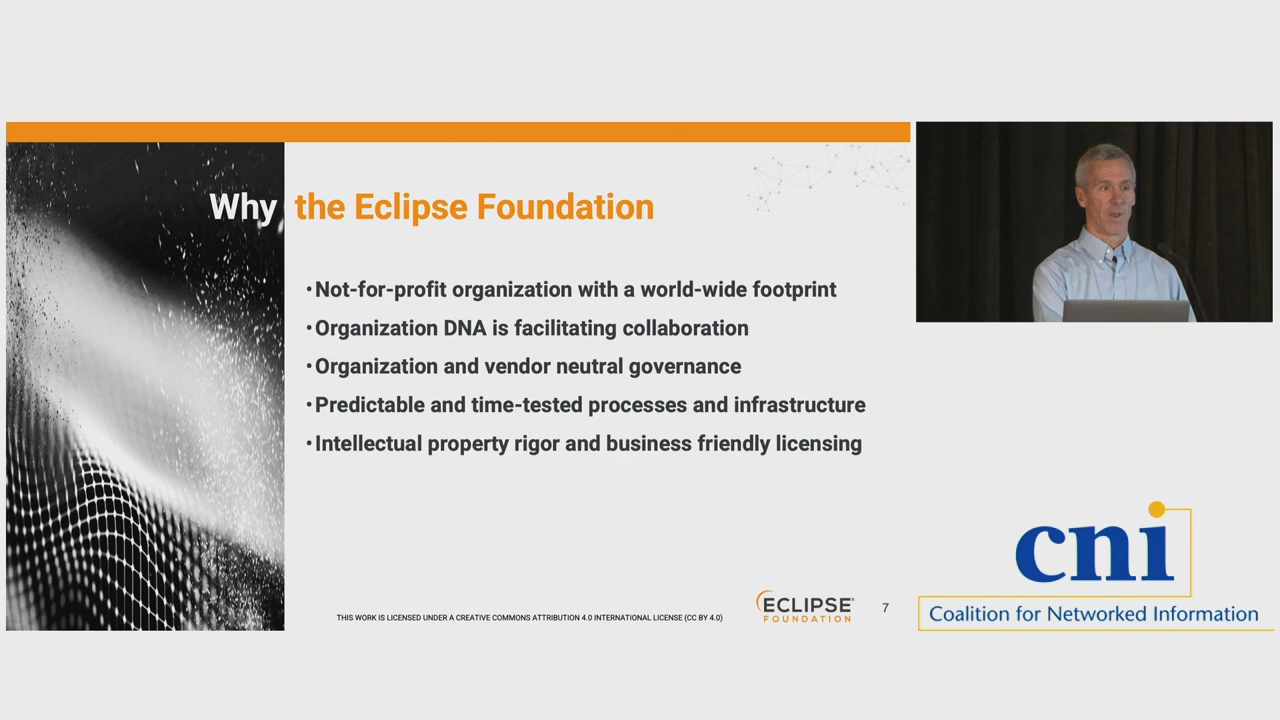 Why the Eclipse Foundation
•Not-for-profit organization with a world-wide footprint
•Organization DNA is facilitating collaboration
•Organization and vendor neutral governance
•Predictable and time-tested processes and infrastructure
•Intellectual property rigor and business friendly licensing
THIS WORK IS LICENSED UNDER A CREATIVE COMMONS ATTRIBUTION 4.0 INTERNATIONAL LICENSE (CC BY 4.0)
ECLIPSE®
FOUNDATION
7
cni
Coalition for Networked Information